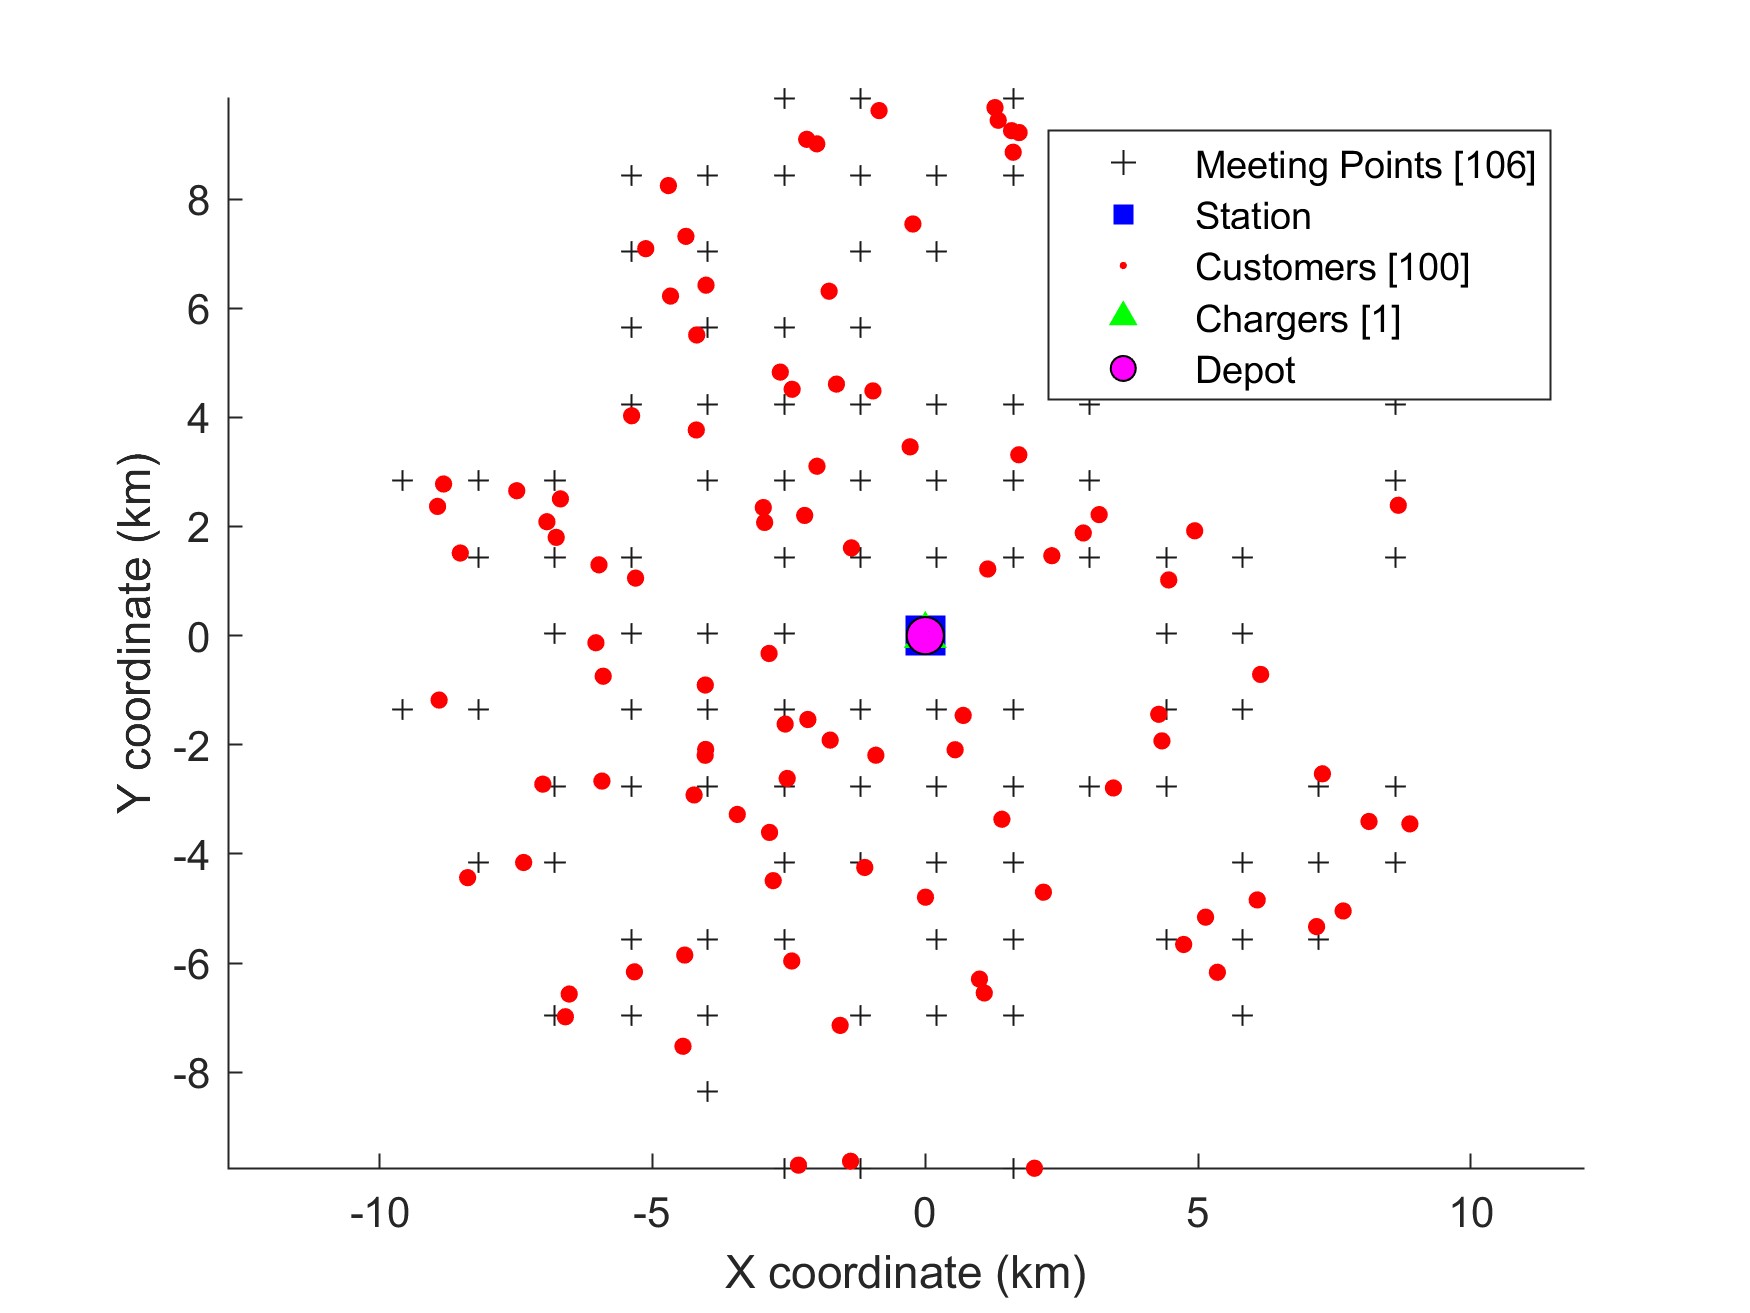 Meeting Points [106]
Station
Customers [100]
Chargers [1]
Depot
8
6
4
2
0
-2
-4
-6
-8
Y coordinate (km)
-10 -5 0 5 10
X coordinate (km)